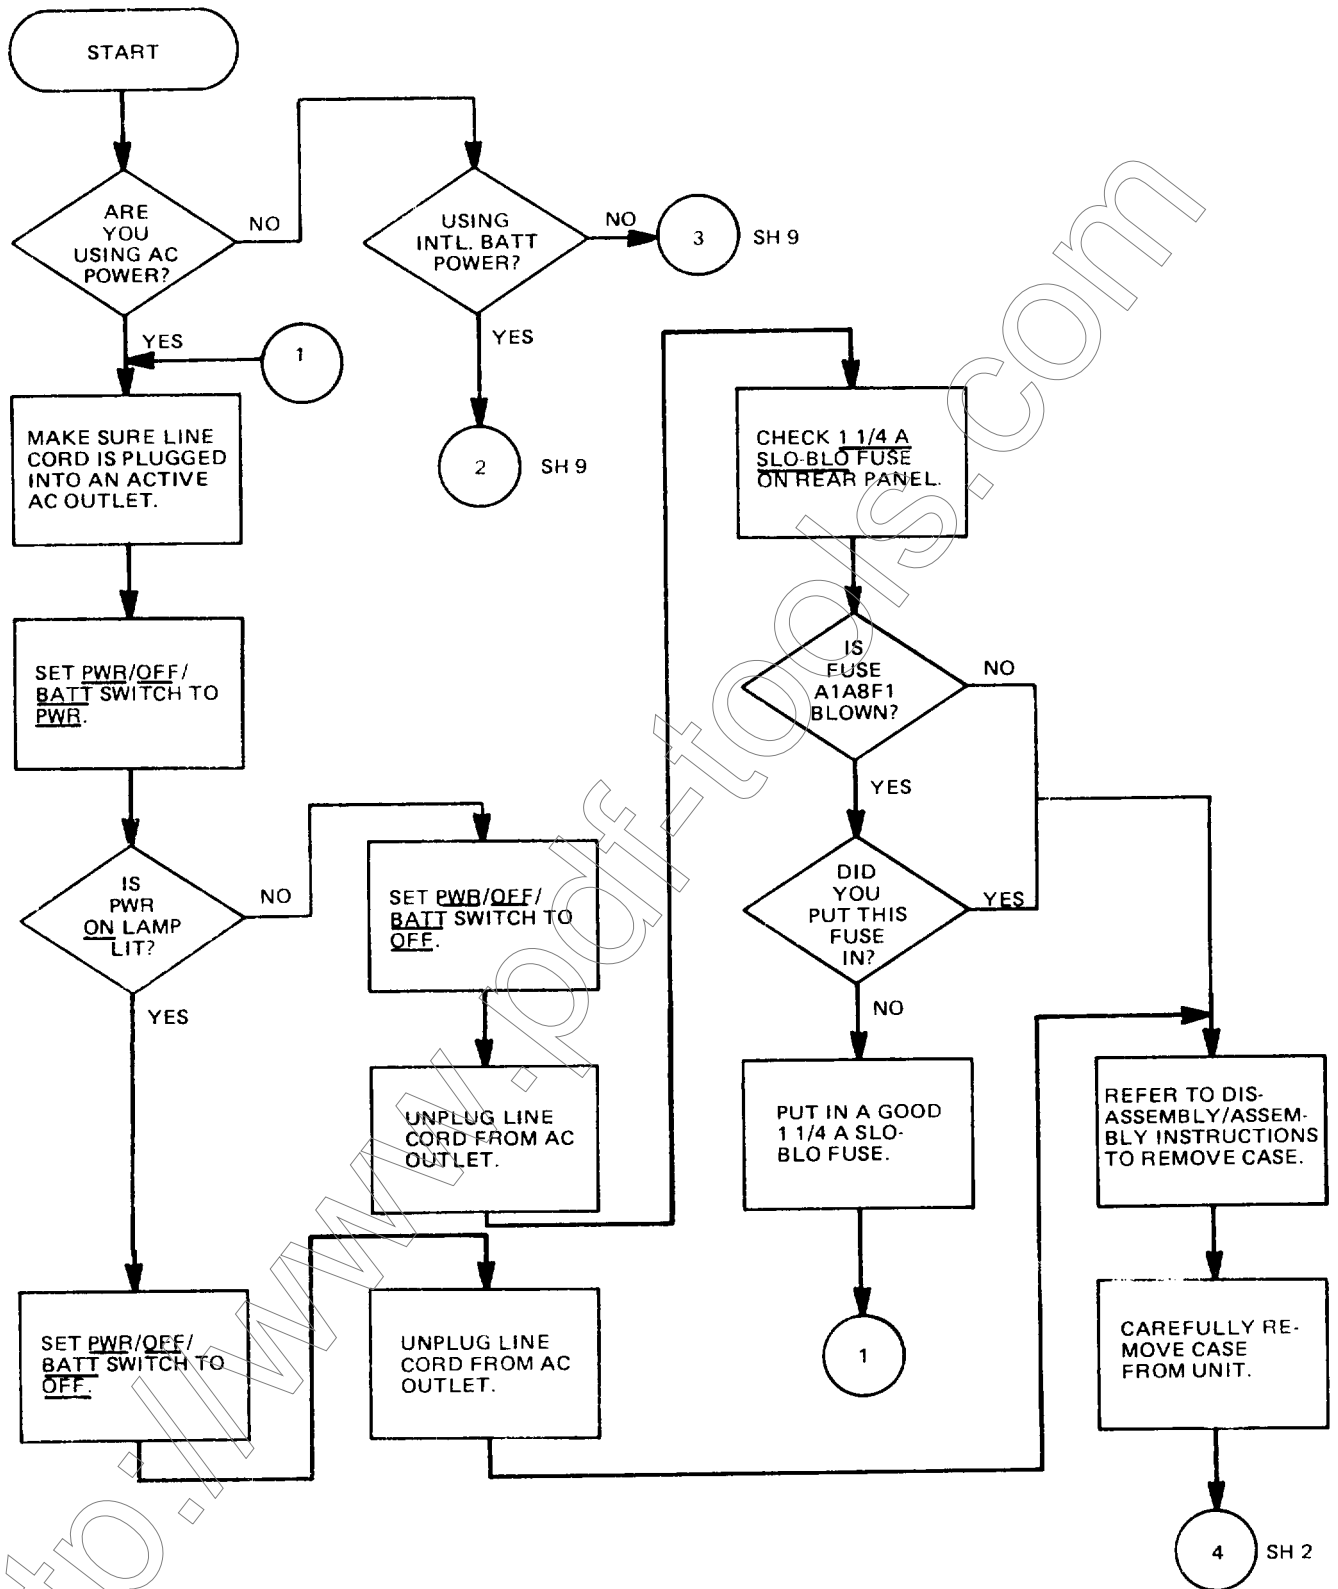 START
ARE
YOU
USING AC
POWER?
NO
USING
INTL. BATT
POWER?
NO
3
SH 9
YES
1
YES
2
SH 9
MAKE SURE LINE
CORD IS PLUGGED
INTO AN ACTIVE
AC OUTLET.
CHECK 1 1/4 A
SLO-BLO FUSE
ON REAR PANEL.
SET PWR/OFF/
BATT SWITCH TO
PWR.
IS
FUSE
A1A8F1
BLOWN?
NO
YES
IS
PWR
ON LAMP
LIT?
NO
YES
SET PWR/OFF/
BATT SWITCH TO
OFF.
DID
YOU
PUT THIS
FUSE
IN?
YES
NO
UNPLUG LINE
CORD FROM AC
OUTLET.
PUT IN A GOOD
1 1/4 A SLO-
BLO FUSE.
REFER TO DIS-
ASSEMBLY/ASSEM-
BLY INSTRUCTIONS
TO REMOVE CASE.
SET PWR/OFF/
BATT SWITCH TO
OFF.
UNPLUG LINE
CORD FROM AC
OUTLET.
1
CAREFULLY RE-
MOVE CASE
FROM UNIT.
4
SH 2
tp://www.pdf-tools.com